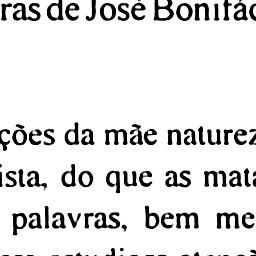 ras de José Bonifác
ções da mãe naturez
ista, do que as mata
palavras, bem me